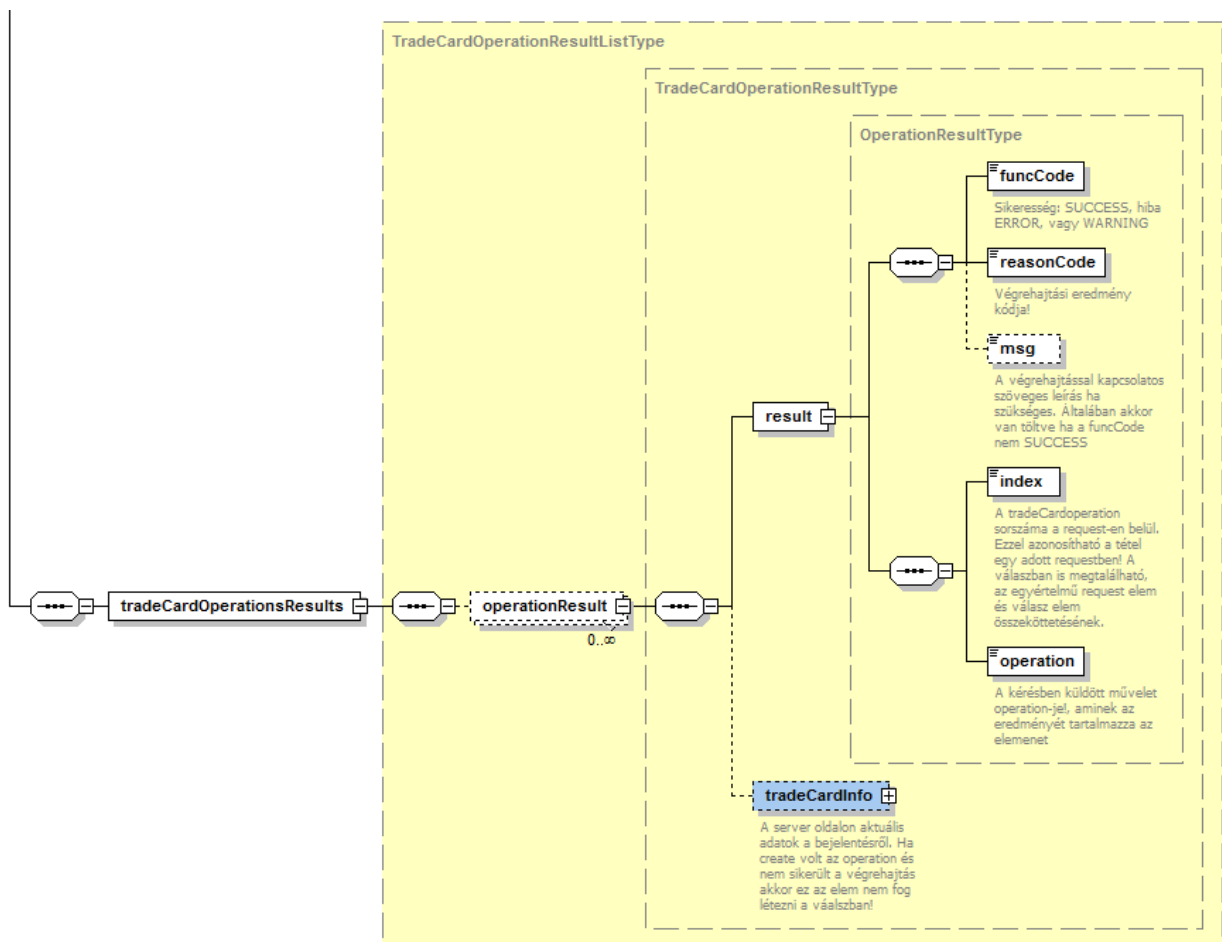 TradeCardOperationResultListType
TradeCardOperationResultType
OperationResultType
funcCode
Sikeresség: SUCCESS, hiba
ERROR, vagy WARNING
reasonCode
Végrehajtási eredmény
kódja!
msg
A végrehajtással kapcsolatos
szöveges leírás ha
szükséges. Általában akkor
van töltve ha a funcCode
nem SUCCESS
result
index
A tradeCardoperation
sorszáma a request-en belül.
Ezzel azonosítható a tétel
egy adott requestben! A
válaszban is megtalálható,
az egyértelmű request elem
és válasz elem
összeköttetésének.
tradeCardOperationsResults
operationResult
0..∞
operation
A kérésben küldött művelet
operation-je!, aminek az
eredményét tartalmazza az
elemenet
tradeCardInfo
A server oldalon aktuális
adatok a bejelentésről. Ha
create volt az operation és
nem sikerült a végrehajtás
akkor ez az elem nem fog
létezni a váalszban!